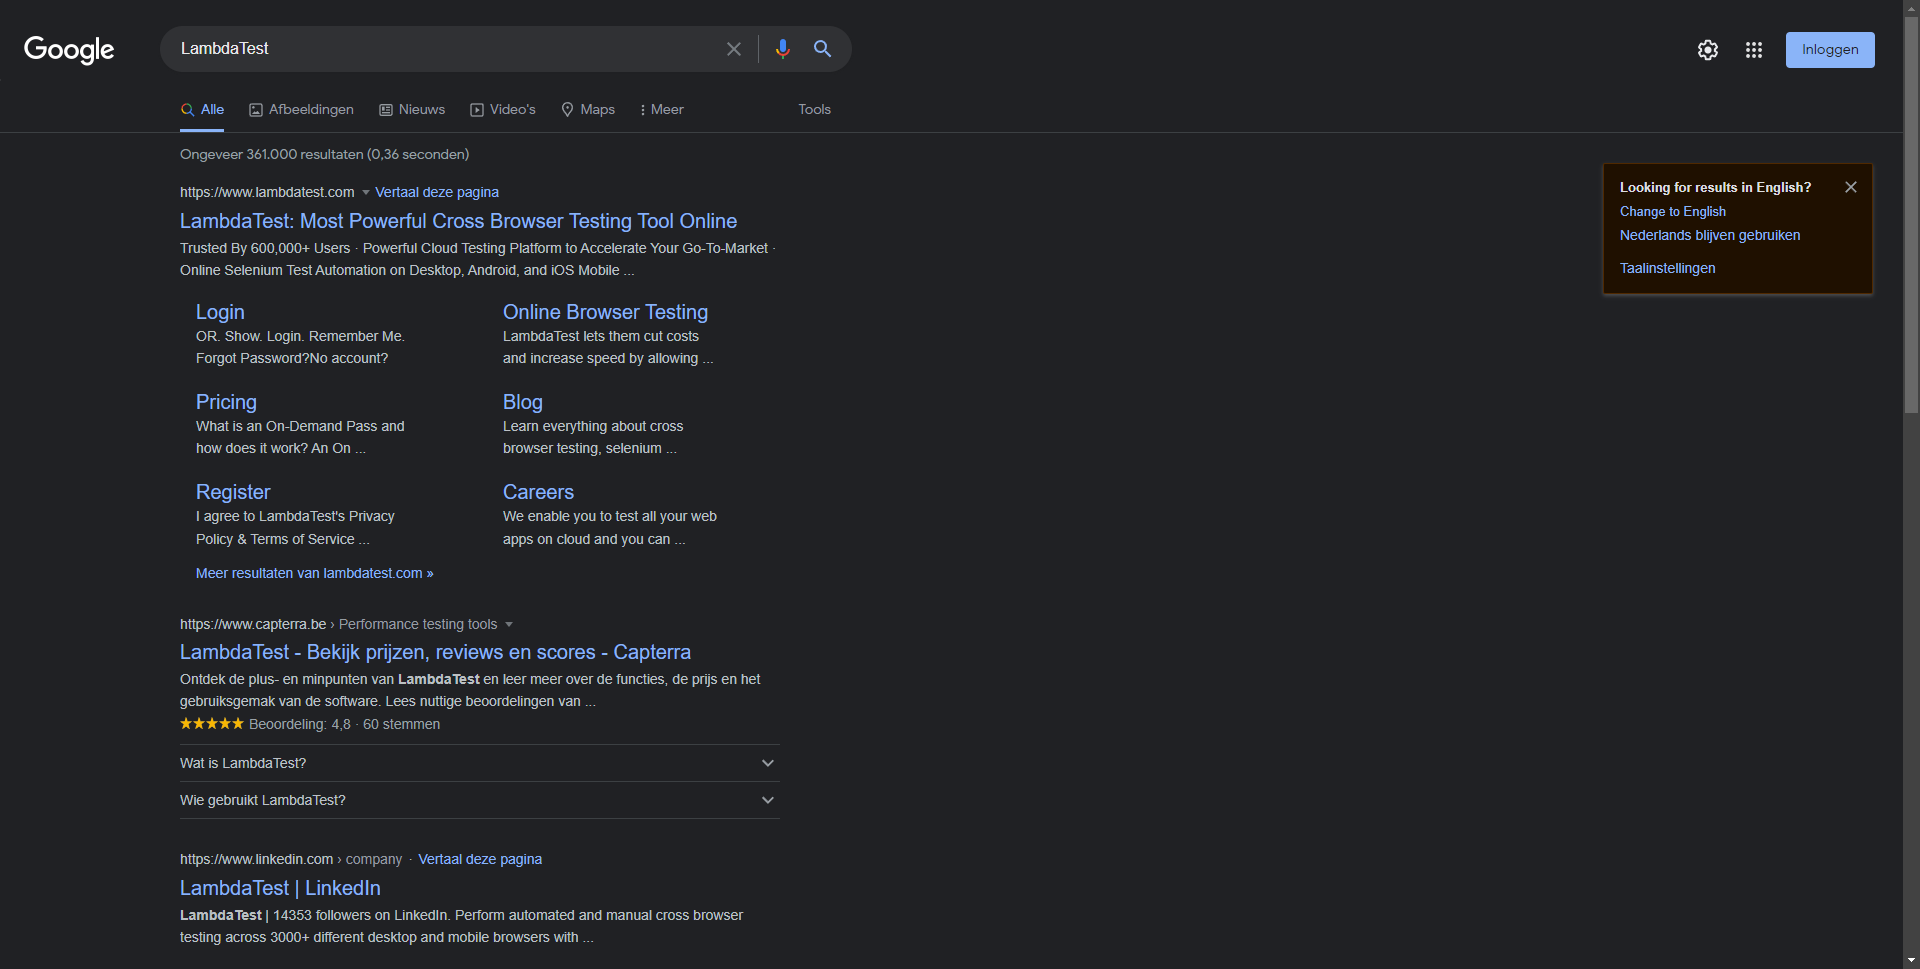 Google
LambdaTest
Inloggen
Alle
Afbeeldingen
Nieuws
Video's
Maps
Meer
Tools
Ongeveer 361.000 resultaten (0,36 seconden)
https://www.lambdatest.com Vertaal deze pagina
LambdaTest: Most Powerful Cross Browser Testing Tool Online
Trusted By 600,000+ Users · Powerful Cloud Testing Platform to Accelerate Your Go-To-Market ·
Online Selenium Test Automation on Desktop, Android, and iOS Mobile ...
Login
OR. Show. Login. Remember Me.
Forgot Password?No account?
Online Browser Testing
LambdaTest lets them cut costs
and increase speed by allowing ...
Pricing
What is an On-Demand Pass and
how does it work? An On ...
Blog
Learn everything about cross
browser testing, selenium ...
Register
I agree to LambdaTest's Privacy
Policy & Terms of Service ...
Careers
We enable you to test all your web
apps on cloud and you can ...
Meer resultaten van lambdatest.com »
https://www.capterra.be › Performance testing tools
LambdaTest - Bekijk prijzen, reviews en scores - Capterra
Ontdek de plus- en minpunten van LambdaTest en leer meer over de functies, de prijs en het
gebruiksgemak van de software. Lees nuttige beoordelingen van ...
★★★★★ Beoordeling: 4,8 · 60 stemmen
Wat is LambdaTest?
Wie gebruikt LambdaTest?
https://www.linkedin.com › company · Vertaal deze pagina
LambdaTest | LinkedIn
LambdaTest | 14353 followers on LinkedIn. Perform automated and manual cross browser
testing across 3000+ different desktop and mobile browsers with ...
Looking for results in English?
Change to English
Nederlands blijven gebruiken
Taalinstellingen